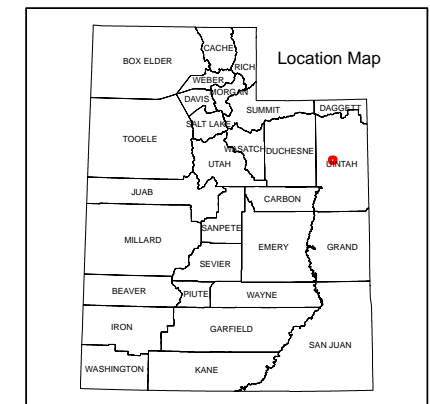 CACHE
Location Map
BOX ELDER
RICH
WEBER
MORGAN
DAVIS
SUMMIT
DAGGETT
SALT LAKE
TOOELE
WASATCH
DUCHESNE
UTAH
UINTAH
JUAB
CARBON
SANPETE
MILLARD
EMERY
GRAND
SEVIER
BEAVER
PIUTE
WAYNE
IRON
GARFIELD
SAN JUAN
WASHINGTON
KANE